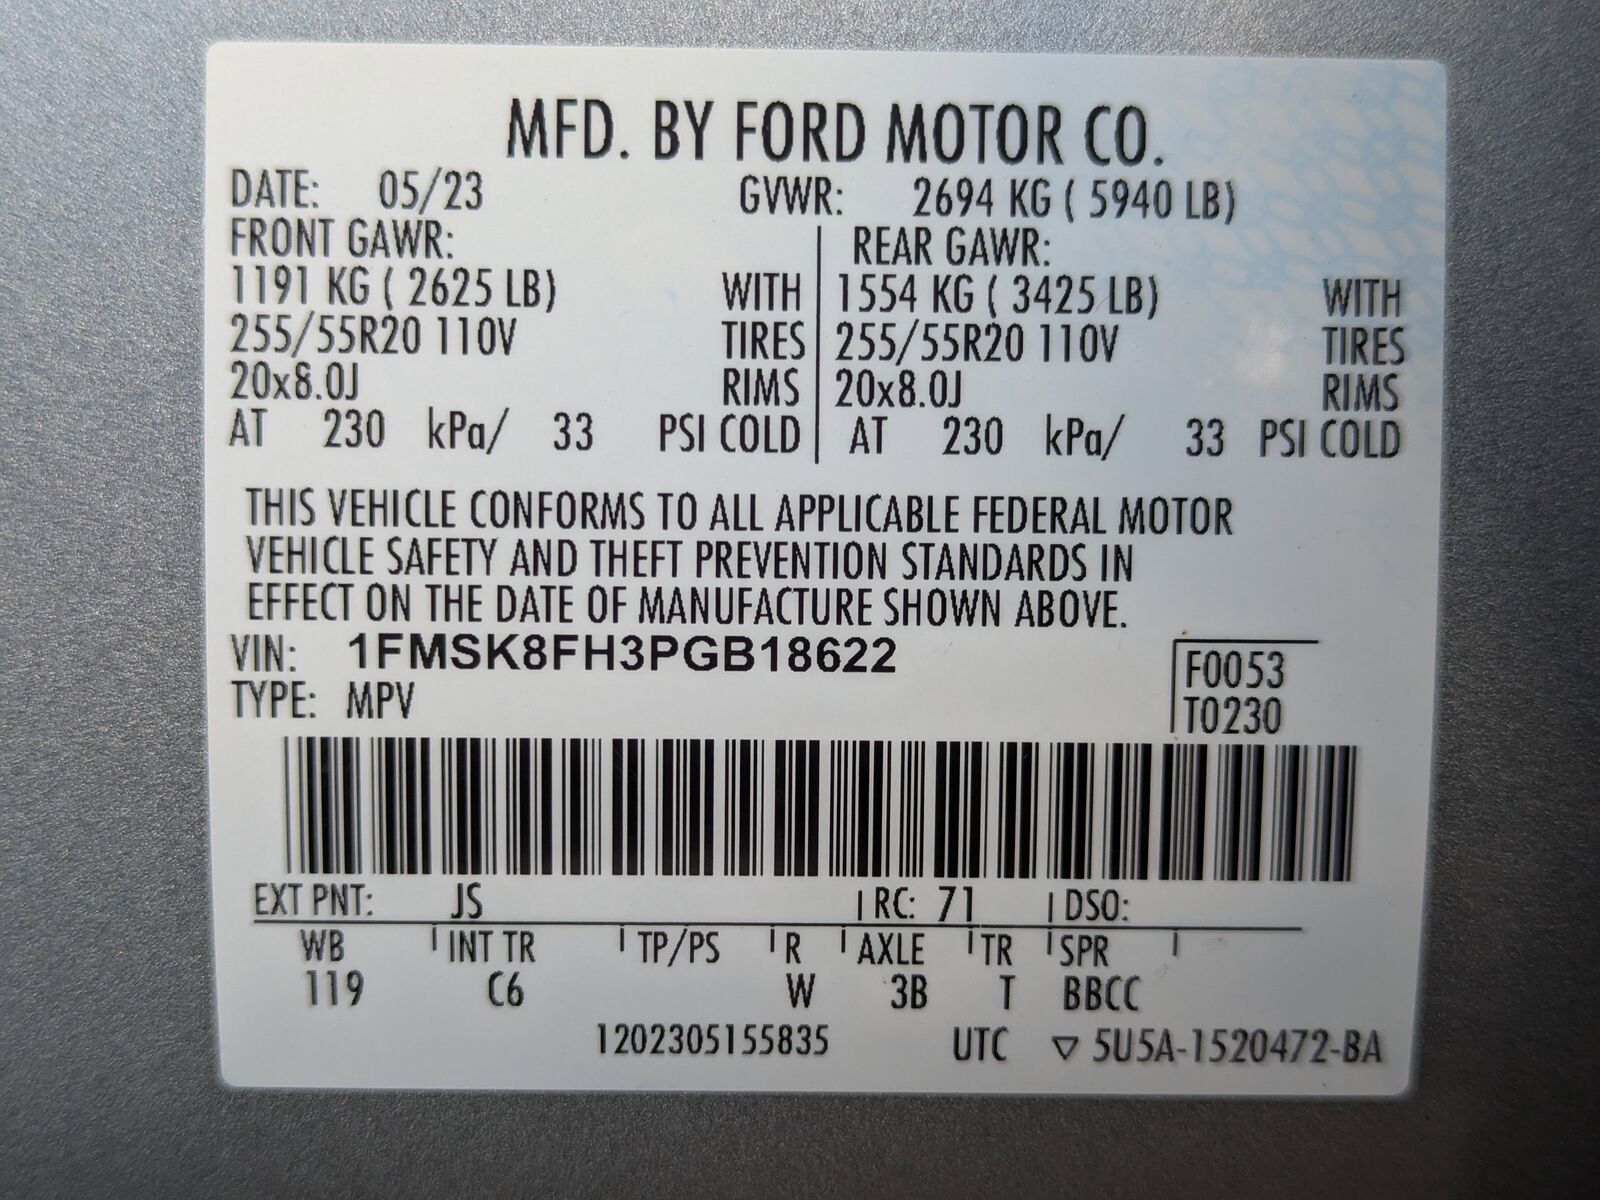 MFD. BY FORD MOTOR CO.
DATE: 05/23 GVWR: 2694 KG ( 5940 LB)
FRONT GAWR: REAR GAWR:
1191 KG ( 2625 LB) WITH 1554 KG ( 3425 LB) WITH
255/55R20 110V TIRES 255/55R20 110V TIRES
20x8.0J RIMS 20x8.0J RIMS
AT 230 kPa/ 33 PSI COLD AT 230 kPa/ 33 PSI COLD
THIS VEHICLE CONFORMS TO ALL APPLICABLE FEDERAL MOTOR
VEHICLE SAFETY AND THEFT PREVENTION STANDARDS IN
EFFECT ON THE DATE OF MANUFACTURE SHOWN ABOVE.
VIN: 1FMSK8FH3PGB18622 F0053
TYPE: MPV T0230
EXT PNT: JS RC: 71 DSO:
WB INT TR TP/PS R AXLE TR SPR
119 C6 W 3B T BBCC
1202305155835 UTC ▽ 5U5A-1520472-BA